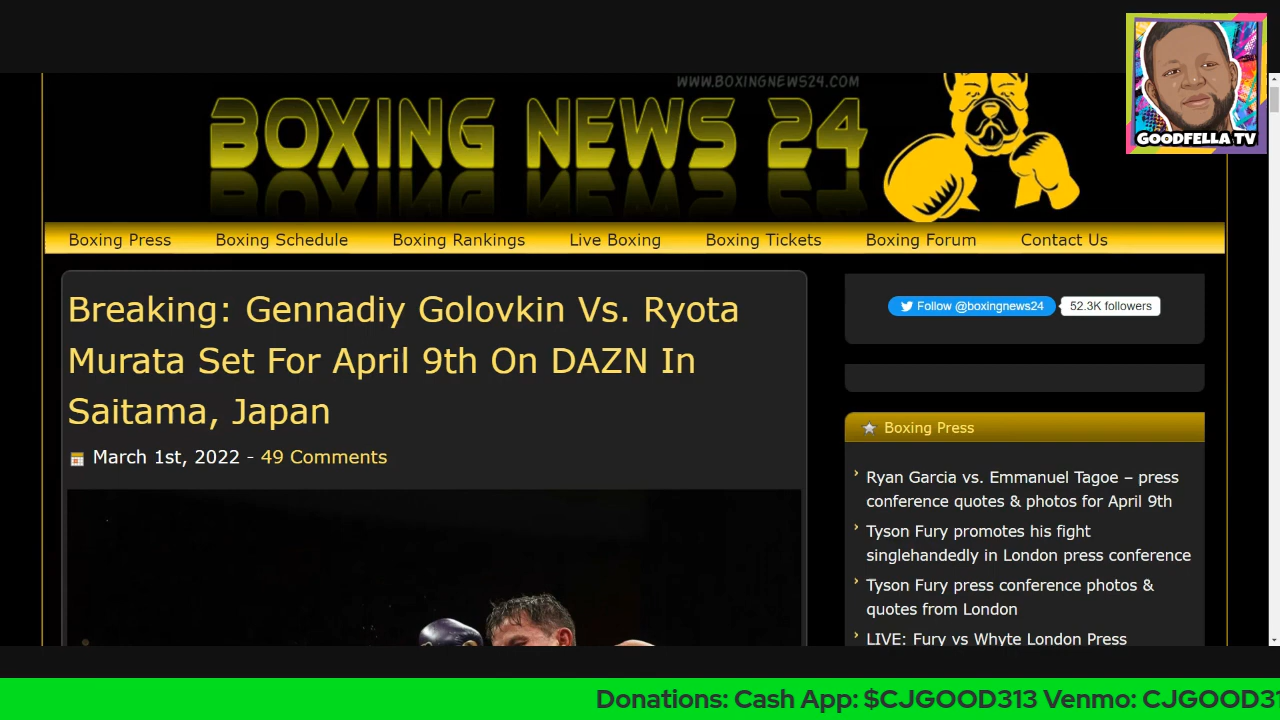 WWW.BOXINGNEWS24.COM
BOXING NEWS 24
GOODFELLA TV
Boxing Press
Boxing Schedule
Boxing Rankings
Live Boxing
Boxing Tickets
Boxing Forum
Contact Us
Breaking: Gennadiy Golovkin Vs. Ryota
Murata Set For April 9th On DAZN In
Saitama, Japan
March 1st, 2022 - 49 Comments
Follow @boxingnews24
52.3K followers
Boxing Press
Ryan Garcia vs. Emmanuel Tagoe – press
conference quotes & photos for April 9th
Tyson Fury promotes his fight
singlehandedly in London press conference
Tyson Fury press conference photos &
quotes from London
LIVE: Fury vs Whyte London Press
Donations: Cash App: $CJGOOD313 Venmo: CJGOOD31